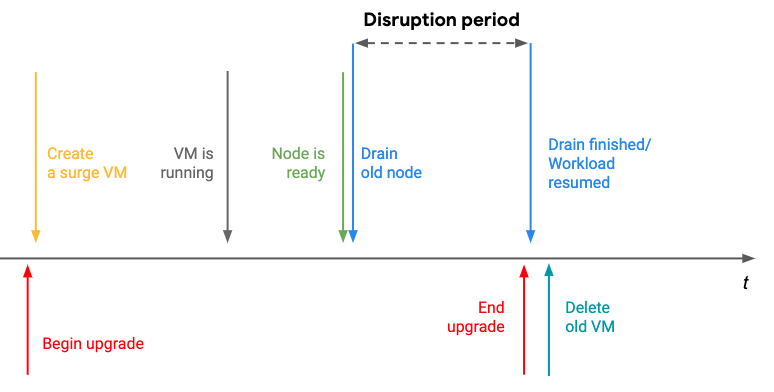 Disruption period
Create
a surge VM
VM is
running
Node is
ready
Drain
old node
Drain finished/
Workload
resumed
t
Begin upgrade
End
upgrade
Delete
old VM